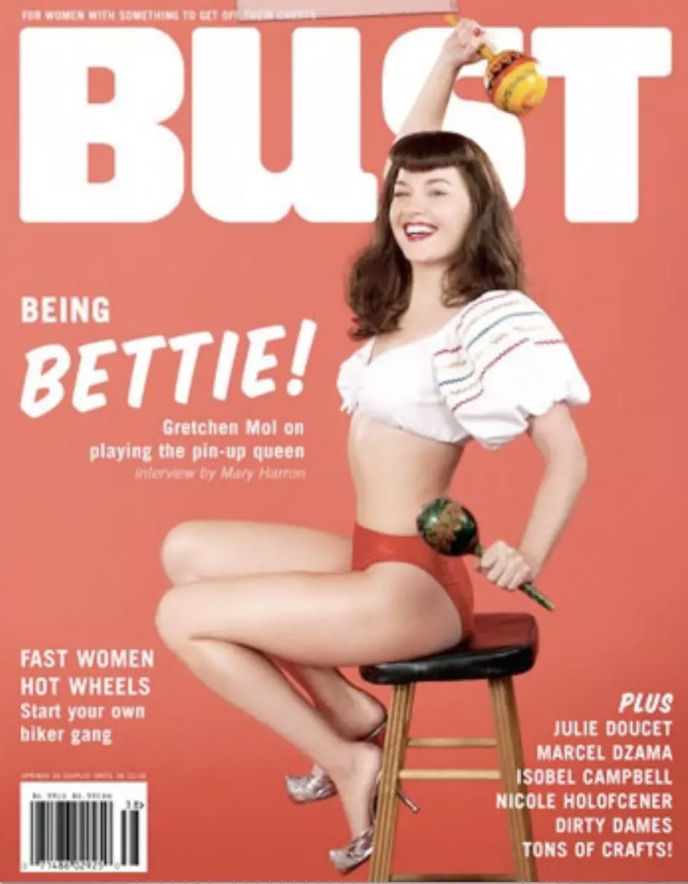 FOR WOMEN WITH SOMETHING TO GET OFF THEIR CHESTS
BUST
BEING
BETTIE!
Gretchen Mol on
playing the pin-up queen
interview by Mary Harron
FAST WOMEN
HOT WHEELS
Start your own
biker gang
PLUS
JULIE DOUCET
MARCEL DZAMA
ISOBEL CAMPBELL
NICOLE HOLOFCENER
DIRTY DAMES
TONS OF CRAFTS!